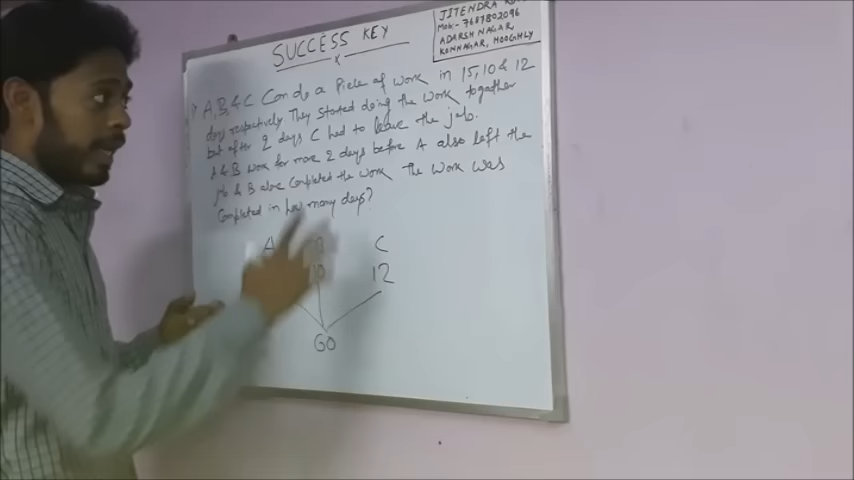 SUCCESS KEY
x
JITENDRA
Mob:- 7687802096
ADARSH NAGAR,
KONNAGAR, HOOGHLY
A, B, & C Can do a Piece of work in 15, 10 & 12
days respectively They Started doing the work together
but after 2 days C had to leave the job.
A & B work for more 2 days before A also left the
job & B alone Completed the work The work was
Completed in how many days?
A B C
10 12
60